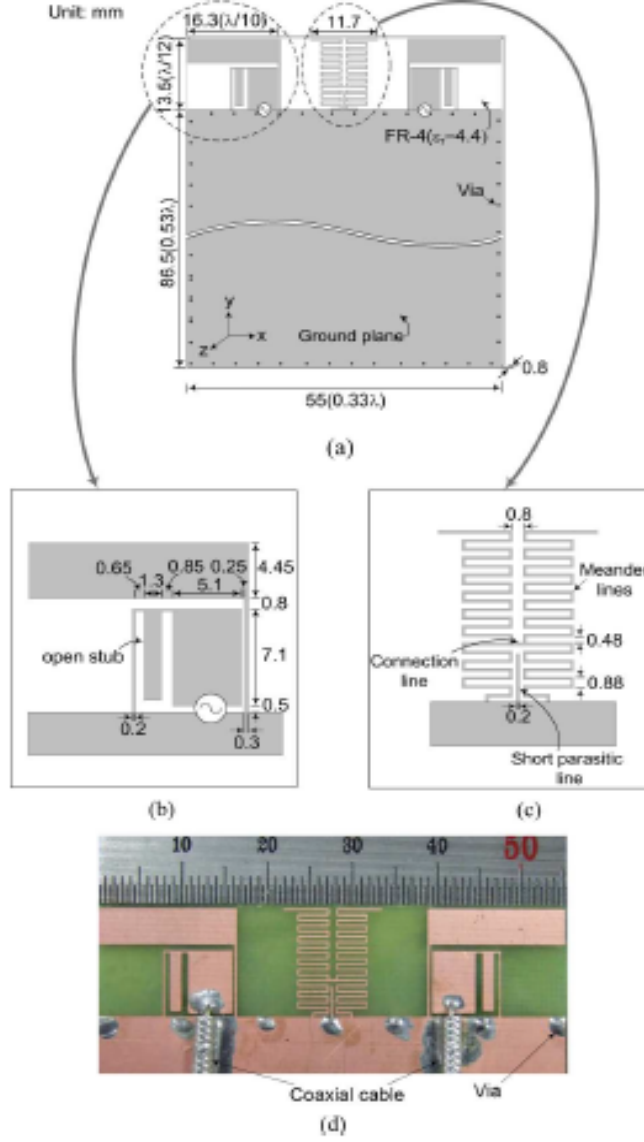 Unit: mm
16.3(λ/10)
11.7
13.5(λ/12)
FR-4(εr=4.4)
Via
86.5(0.53λ)
y
x
z
Ground plane
0.8
55(0.33λ)
(a)
0.65
1.3
0.85
0.25
5.1
4.45
0.8
open stub
7.1
0.5
0.2
0.3
(b)
0.8
Meander
lines
0.48
Connection
line
0.88
0.2
Short parasitic
line
(c)
10 20 30 40 50
Coaxial cable
Via
(d)